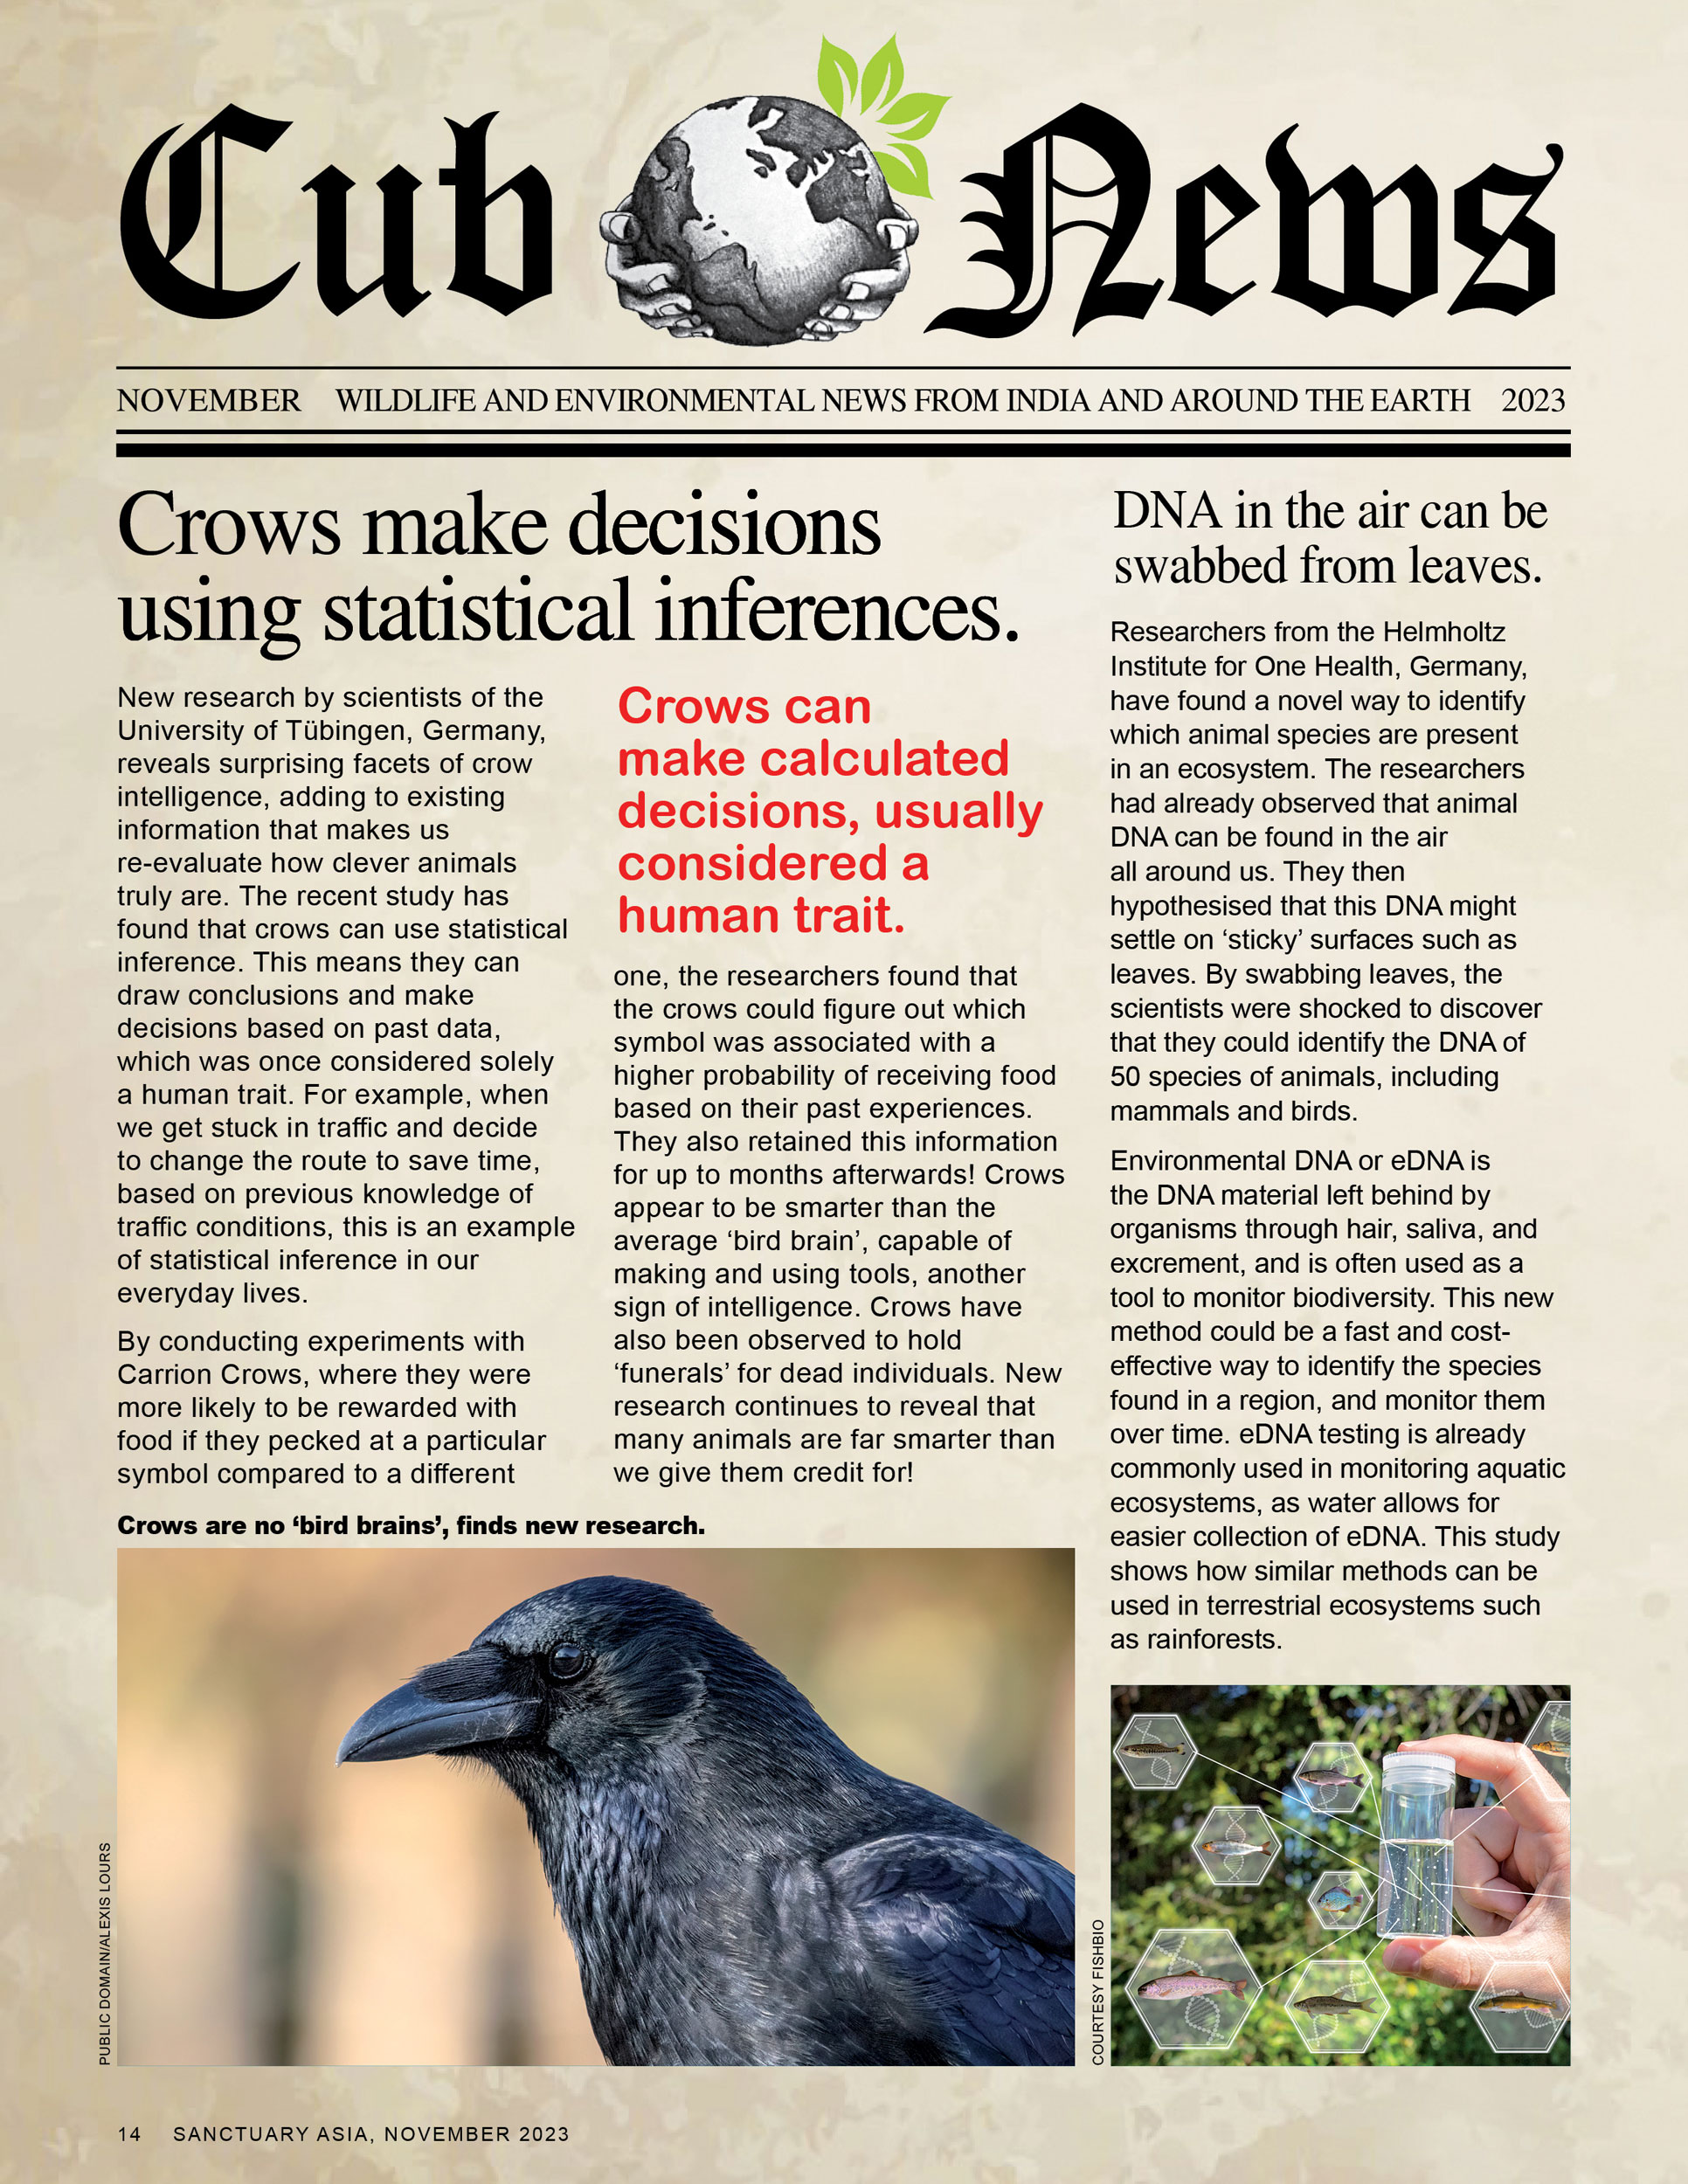 Cub News
NOVEMBER WILDLIFE AND ENVIRONMENTAL NEWS FROM INDIA AND AROUND THE EARTH 2023
Crows make decisions
using statistical inferences.
New research by scientists of the
University of Tübingen, Germany,
reveals surprising facets of crow
intelligence, adding to existing
information that makes us
re-evaluate how clever animals
truly are. The recent study has
found that crows can use statistical
inference. This means they can
draw conclusions and make
decisions based on past data,
which was once considered solely
a human trait. For example, when
we get stuck in traffic and decide
to change the route to save time,
based on previous knowledge of
traffic conditions, this is an example
of statistical inference in our
everyday lives.
By conducting experiments with
Carrion Crows, where they were
more likely to be rewarded with
food if they pecked at a particular
symbol compared to a different
Crows can
make calculated
decisions, usually
considered a
human trait.
one, the researchers found that
the crows could figure out which
symbol was associated with a
higher probability of receiving food
based on their past experiences.
They also retained this information
for up to months afterwards! Crows
appear to be smarter than the
average ‘bird brain’, capable of
making and using tools, another
sign of intelligence. Crows have
also been observed to hold
‘funerals’ for dead individuals. New
research continues to reveal that
many animals are far smarter than
we give them credit for!
Crows are no ‘bird brains’, finds new research.
PUBLIC DOMAIN/ALEXIS LOURS
DNA in the air can be
swabbed from leaves.
Researchers from the Helmholtz
Institute for One Health, Germany,
have found a novel way to identify
which animal species are present
in an ecosystem. The researchers
had already observed that animal
DNA can be found in the air
all around us. They then
hypothesised that this DNA might
settle on ‘sticky’ surfaces such as
leaves. By swabbing leaves, the
scientists were shocked to discover
that they could identify the DNA of
50 species of animals, including
mammals and birds.
Environmental DNA or eDNA is
the DNA material left behind by
organisms through hair, saliva, and
excrement, and is often used as a
tool to monitor biodiversity. This new
method could be a fast and cost-
effective way to identify the species
found in a region, and monitor them
over time. eDNA testing is already
commonly used in monitoring aquatic
ecosystems, as water allows for
easier collection of eDNA. This study
shows how similar methods can be
used in terrestrial ecosystems such
as rainforests.
COURTESY FISHBIO
14 SANCTUARY ASIA, NOVEMBER 2023